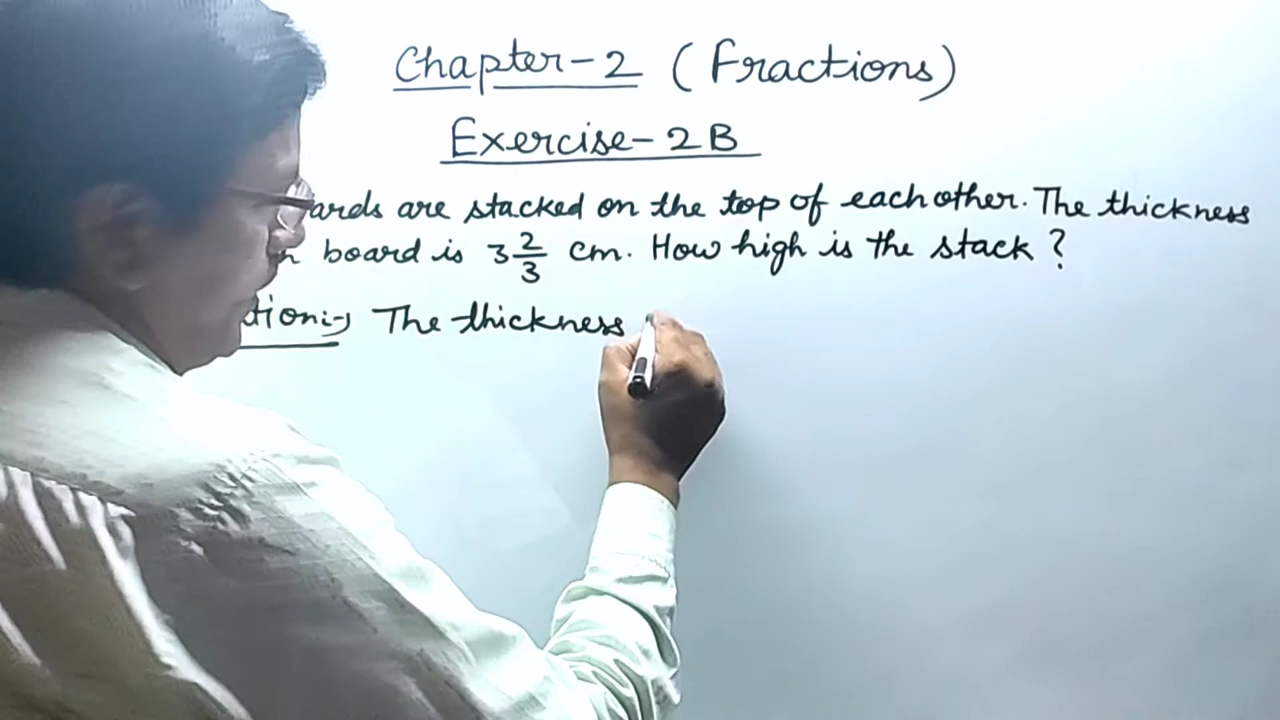 Chapter-2 (Fractions)
Exercise-2B
ards are stacked on the top of each other. The thickness
board is 3 2/3 cm. How high is the stack ?
tion:- The thickness